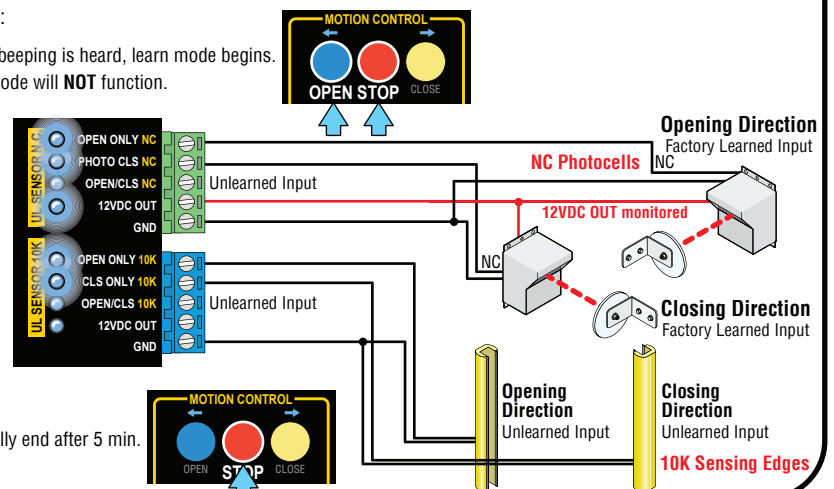 :
beeping is heard, learn mode begins.
ode will NOT function.
MOTION CONTROL
OPEN STOP CLOSE
UL SENSOR N.C.
OPEN ONLY NC
PHOTO CLS NC
OPEN/CLS NC
12VDC OUT
GND
Unlearned Input
UL SENSOR 10K
OPEN ONLY 10K
CLS ONLY 10K
OPEN/CLS 10K
12VDC OUT
GND
Unlearned Input
NC Photocells
NC
Opening Direction
Factory Learned Input
12VDC OUT monitored
NC
Closing Direction
Factory Learned Input
Opening
Direction
Unlearned Input
Closing
Direction
Unlearned Input
10K Sensing Edges
lly end after 5 min.
MOTION CONTROL
OPEN STOP CLOSE